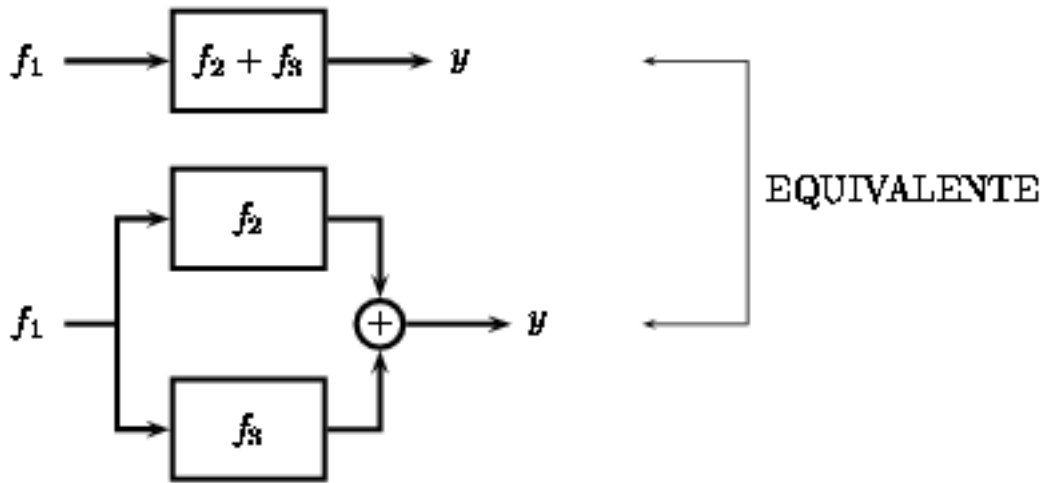 f₁ f₂ + f₃ y
f₂
EQUIVALENTE
f₁ + y
f₃